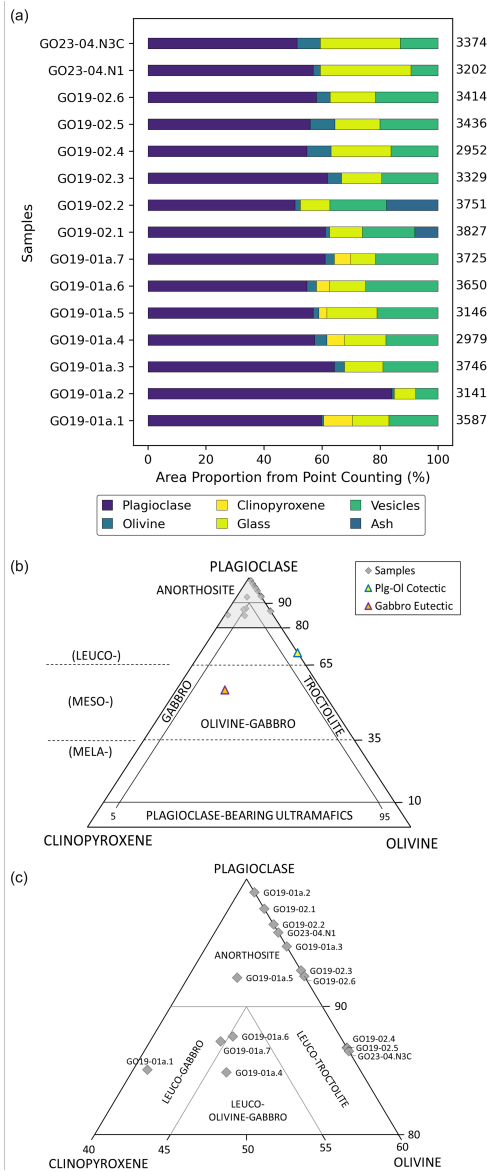 (a)
GO23-04.N3C 3374
GO23-04.N1 3202
GO19-02.6 3414
GO19-02.5 3436
GO19-02.4 2952
GO19-02.3 3329
GO19-02.2 3751
GO19-02.1 3827
GO19-01a.7 3725
GO19-01a.6 3650
GO19-01a.5 3146
GO19-01a.4 2979
GO19-01a.3 3746
GO19-01a.2 3141
GO19-01a.1 3587
Samples
0 20 40 60 80 100
Area Proportion from Point Counting (%)
Plagioclase Clinopyroxene Vesicles
Olivine Glass Ash
(b)
PLAGIOCLASE
Samples
Plg-Ol Cotectic
Gabbro Eutectic
ANORTHOSITE
90
80
(LEUCO-)
65
(MESO-)
GABBRO
TROCTOLITE
OLIVINE-GABBRO
(MELA-)
35
10
5 PLAGIOCLASE-BEARING ULTRAMAFICS 95
CLINOPYROXENE OLIVINE
(c)
PLAGIOCLASE
GO19-01a.2
GO19-02.1
GO19-02.2
GO23-04.N1
GO19-01a.3
ANORTHOSITE
GO19-02.3
GO19-02.6
GO19-01a.5
90
GO19-01a.6
GO19-01a.7
GO19-02.4
GO19-02.5
GO23-04.N3C
GO19-01a.1
GO19-01a.4
LEUCO-GABBRO
LEUCO-TROCTOLITE
LEUCO-
OLIVINE-GABBRO
80
40 45 50 55 60
CLINOPYROXENE OLIVINE